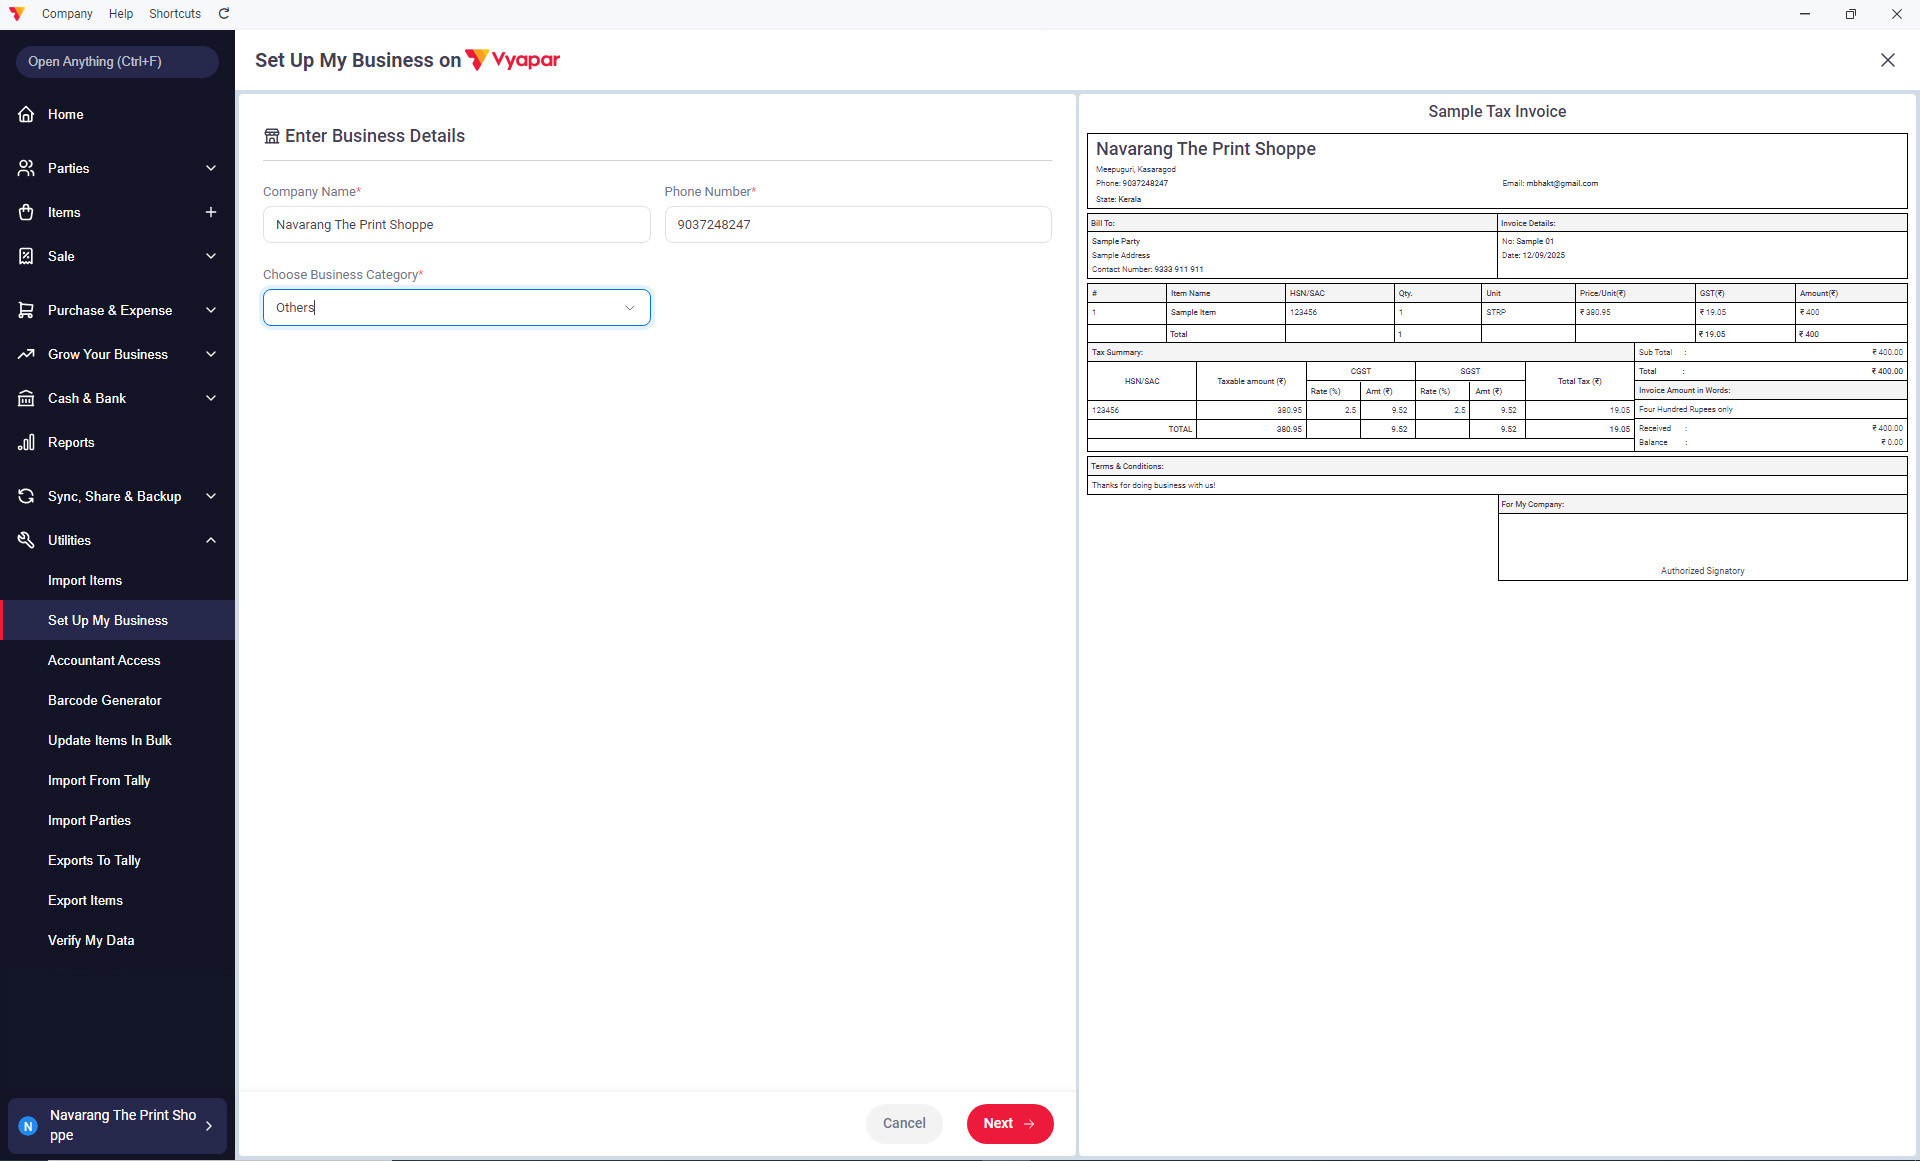 Company Help Shortcuts
Open Anything (Ctrl+F)
Home
Parties
Items
Sale
Purchase & Expense
Grow Your Business
Cash & Bank
Reports
Sync, Share & Backup
Utilities
Import Items
Set Up My Business
Accountant Access
Barcode Generator
Update Items In Bulk
Import From Tally
Import Parties
Exports To Tally
Export Items
Verify My Data
N
Navarang The Print Sho
ppe
Set Up My Business on Vyapar
Enter Business Details
Company Name* Phone Number*
Navarang The Print Shoppe 9037248247
Choose Business Category*
Others
Cancel Next
Sample Tax Invoice
Navarang The Print Shoppe
Meepuguri, Kasaragod
Phone: 9037248247 Email: mbhakt@gmail.com
State: Kerala
Bill To: Invoice Details:
Sample Party No: Sample 01
Sample Address Date: 12/09/2025
Contact Number: 9333 911 911
# Item Name HSN/SAC Qty. Unit Price/Unit(₹) GST(₹) Amount(₹)
1 Sample Item 123456 1 STRP ₹ 380.95 ₹ 19.05 ₹ 400
Total 1 ₹ 19.05 ₹ 400
Tax Summary: Sub Total : ₹ 400.00
HSN/SAC Taxable amount (₹) CGST SGST Total Tax (₹) Total : ₹ 400.00
Rate (%) Amt (₹) Rate (%) Amt (₹) Invoice Amount in Words:
123456 380.95 2.5 9.52 2.5 9.52 19.05 Four Hundred Rupees only
TOTAL 380.95 9.52 9.52 19.05 Received : ₹ 400.00
Balance : ₹ 0.00
Terms & Conditions:
Thanks for doing business with us!
For My Company:
Authorized Signatory